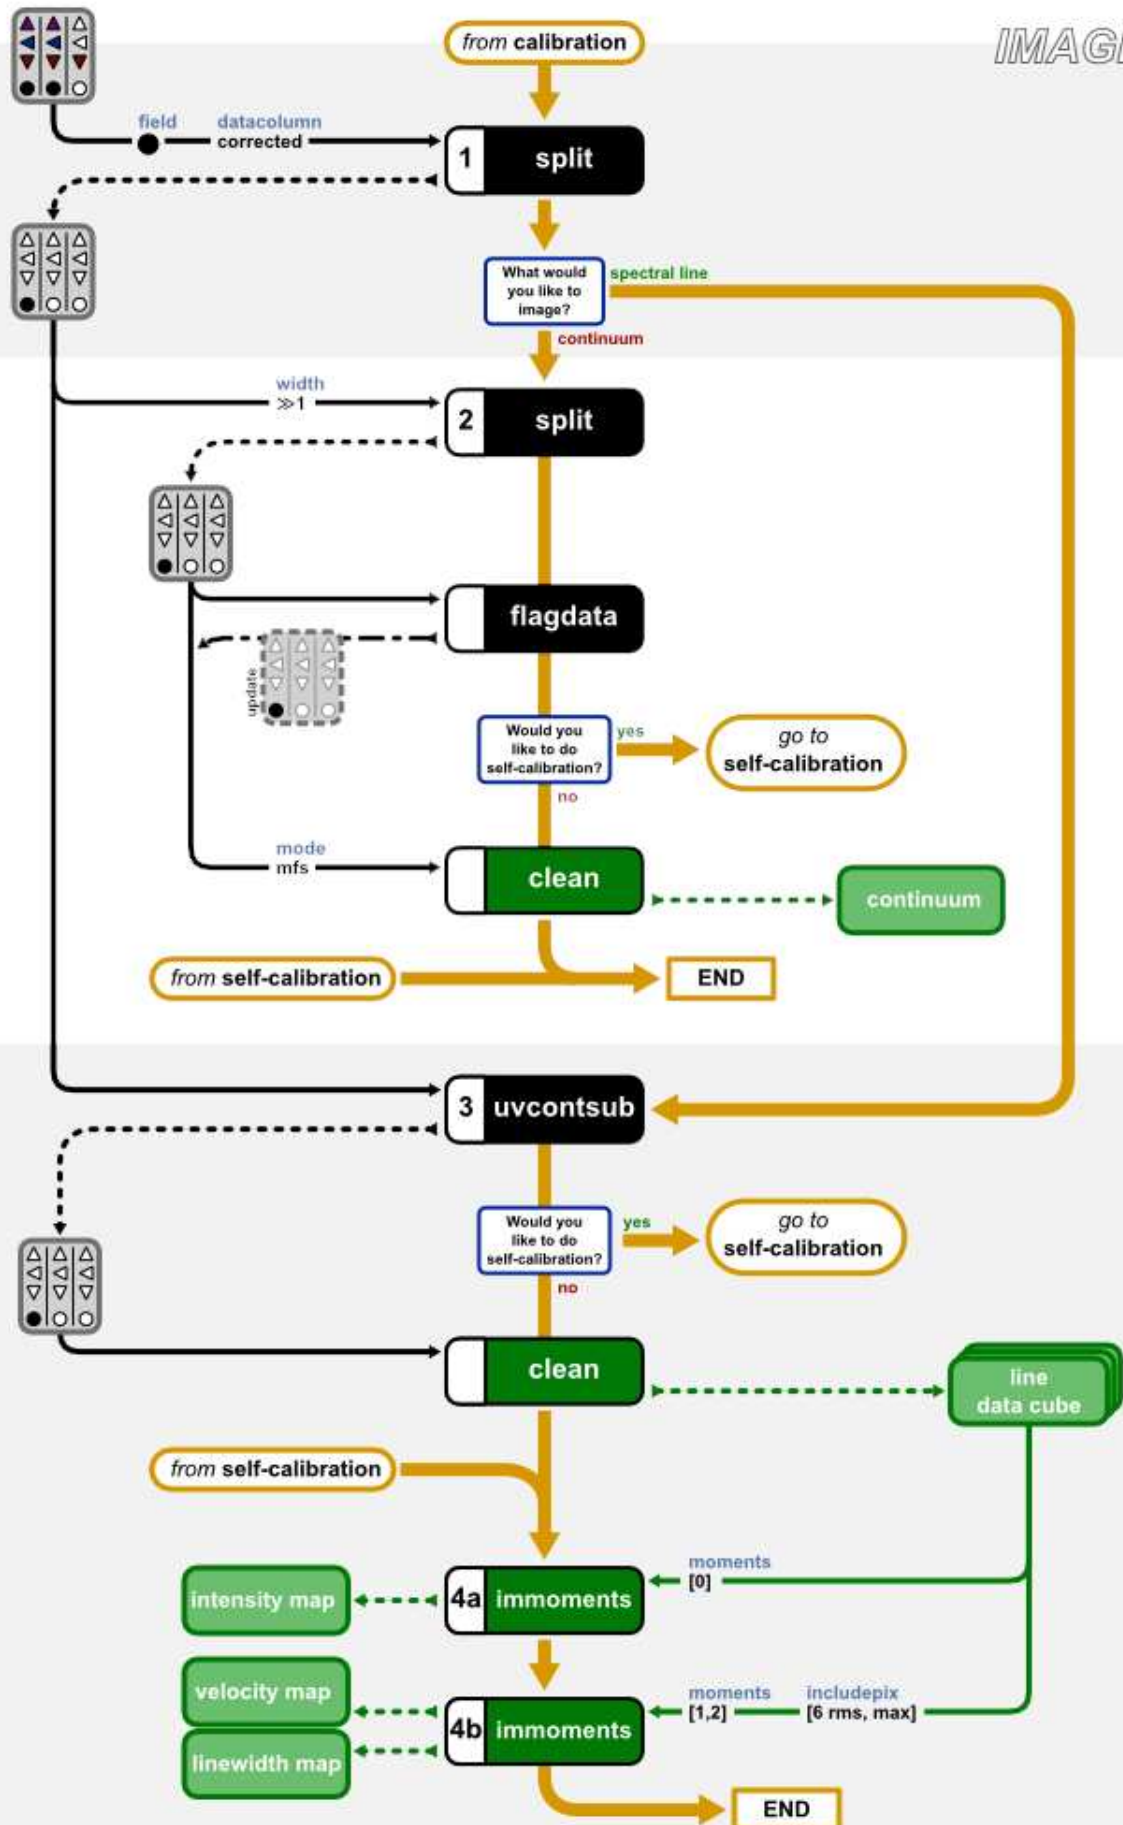 IMAG
from calibration
field
datacolumn
corrected
1
split
What would
you like to
image?
spectral line
continuum
width
≫1
2
split
flagdata
update
Would you
like to do
self-calibration?
yes
go to
self-calibration
no
mode
mfs
clean
continuum
from self-calibration
END
3
uvcontsub
Would you
like to do
self-calibration?
yes
go to
self-calibration
no
clean
line
data cube
from self-calibration
moments
[0]
intensity map
4a
immoments
velocity map
moments
[1,2]
includepix
[6 rms, max]
4b
immoments
linewidth map
END